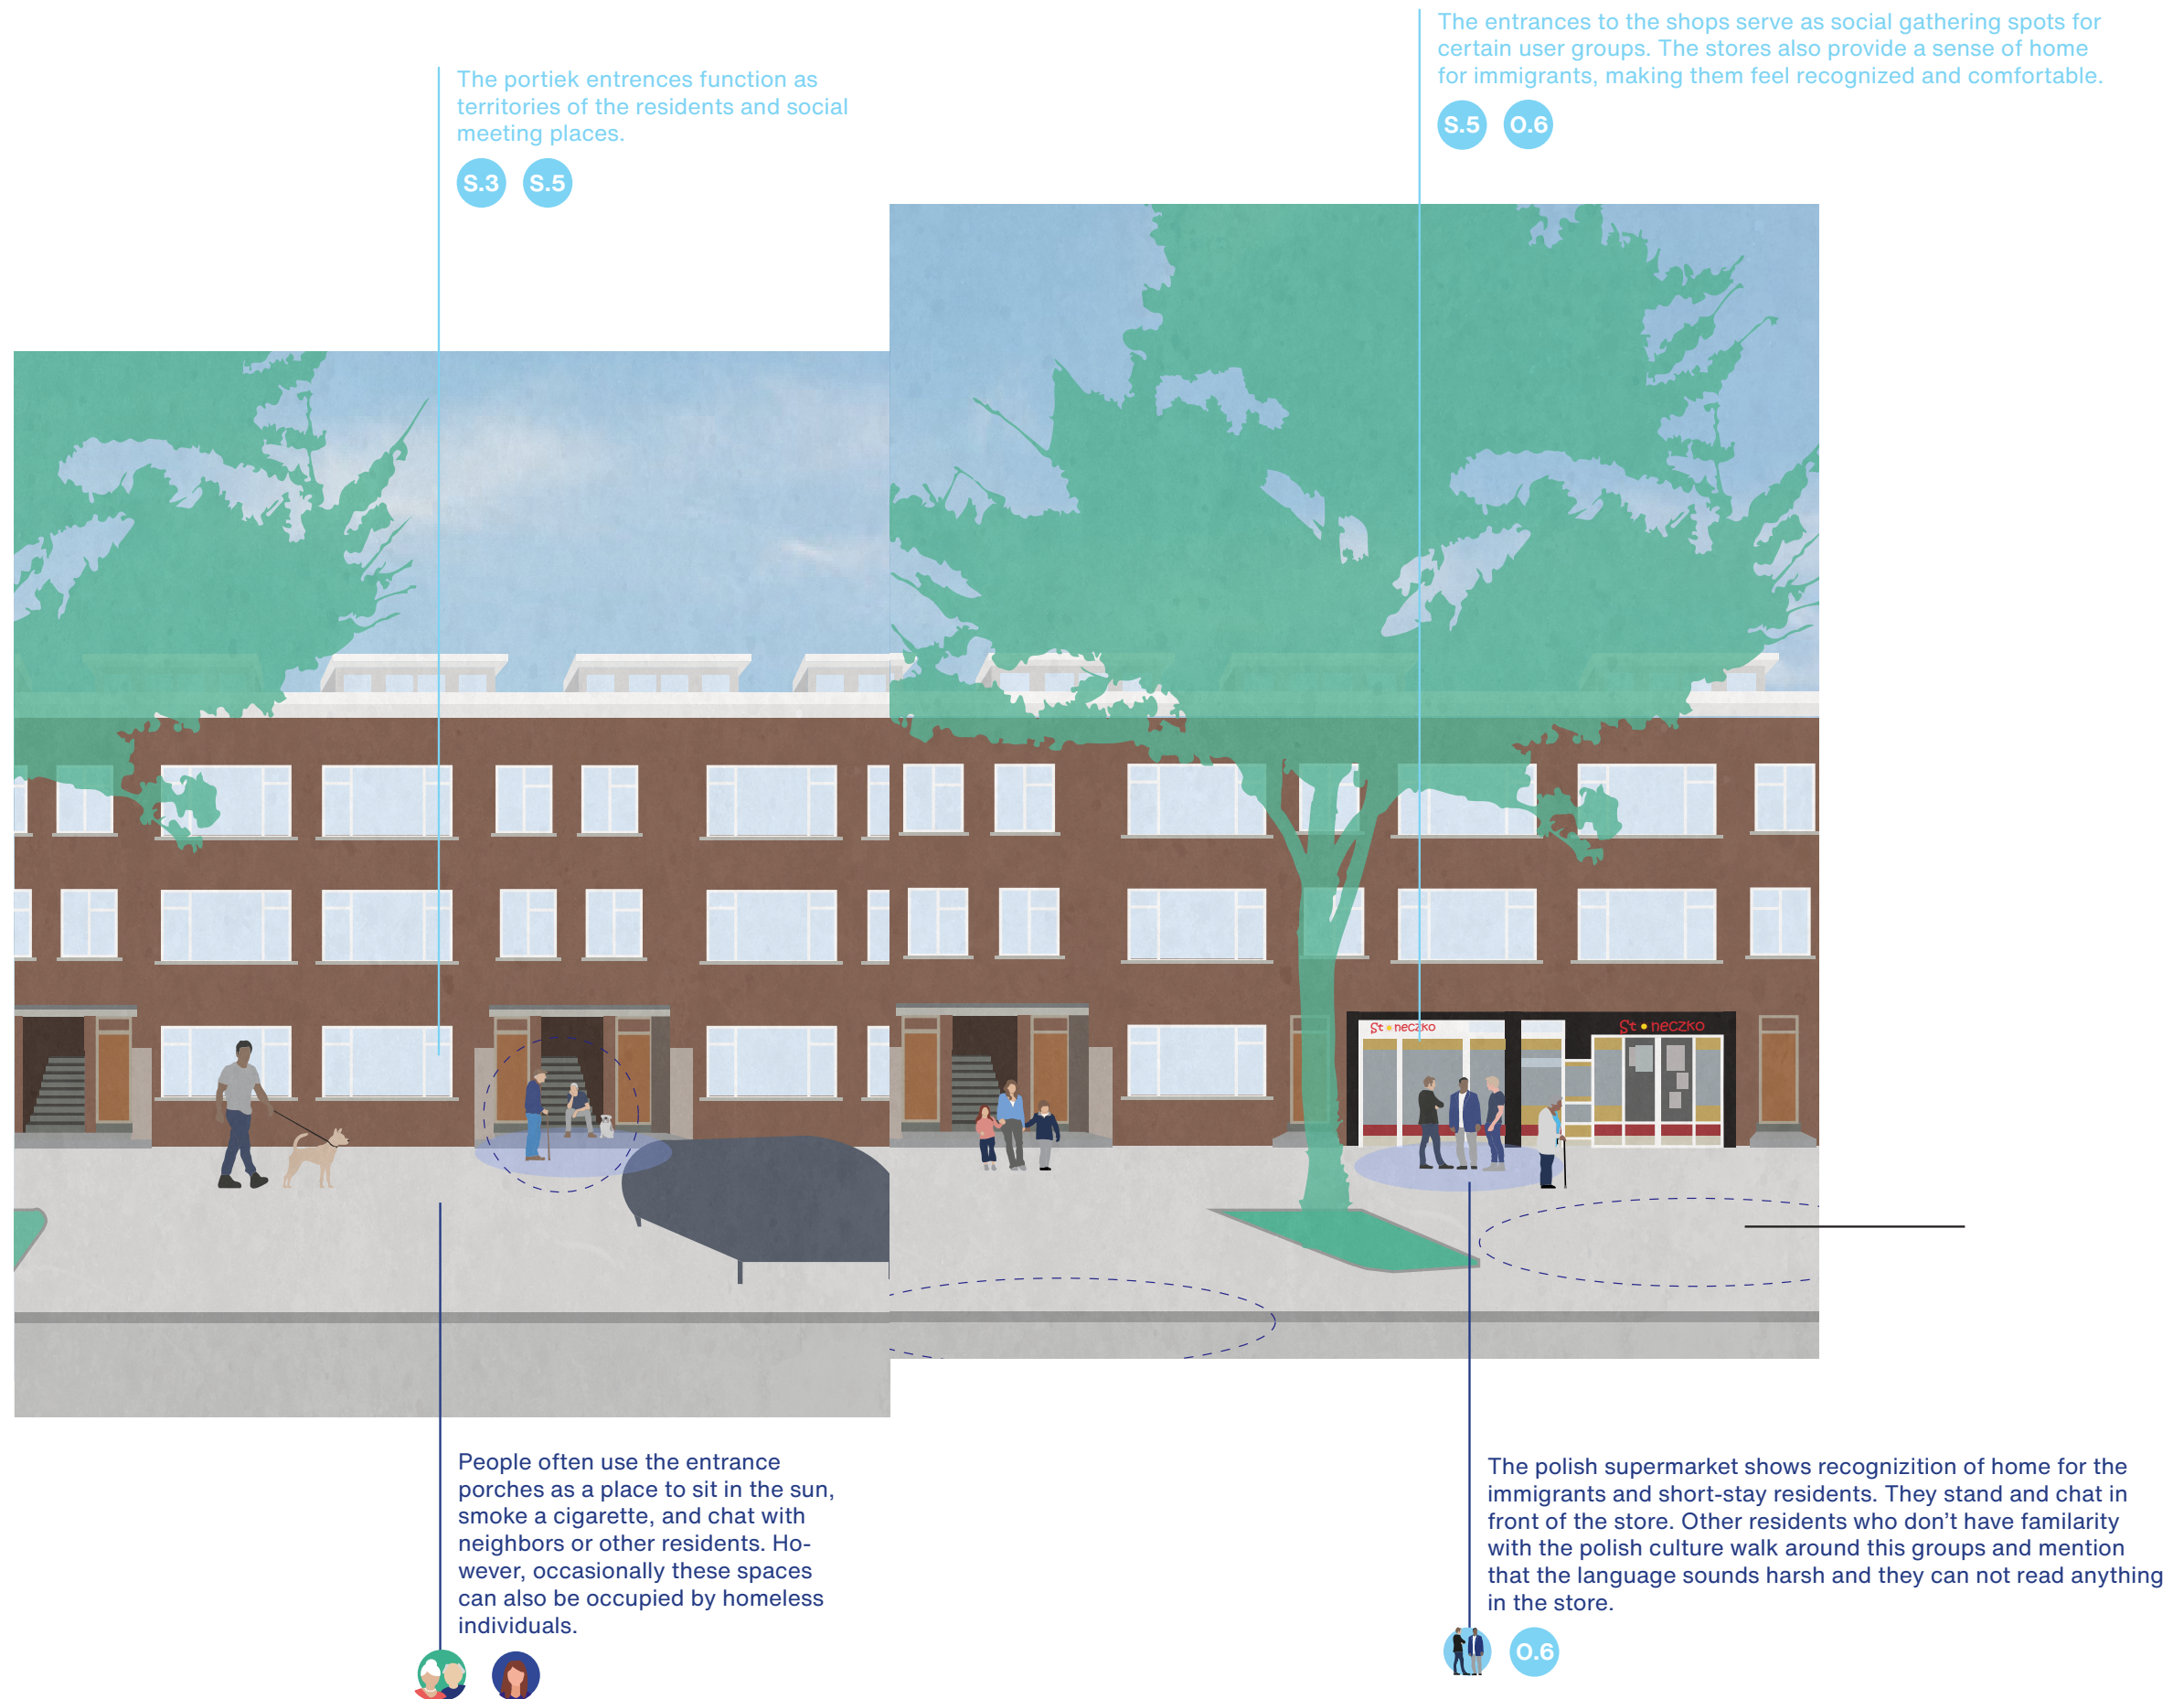 The portiek entrences function as
territories of the residents and social
meeting places.
S.3 S.5
The entrances to the shops serve as social gathering spots for
certain user groups. The stores also provide a sense of home
for immigrants, making them feel recognized and comfortable.
S.5 O.6
St neczko
St neczko
People often use the entrance
porches as a place to sit in the sun,
smoke a cigarette, and chat with
neighbors or other residents. Ho-
wever, occasionally these spaces
can also be occupied by homeless
individuals.
The polish supermarket shows recognizition of home for the
immigrants and short-stay residents. They stand and chat in
front of the store. Other residents who don't have familarity
with the polish culture walk around this groups and mention
that the language sounds harsh and they can not read anything
in the store.
O.6